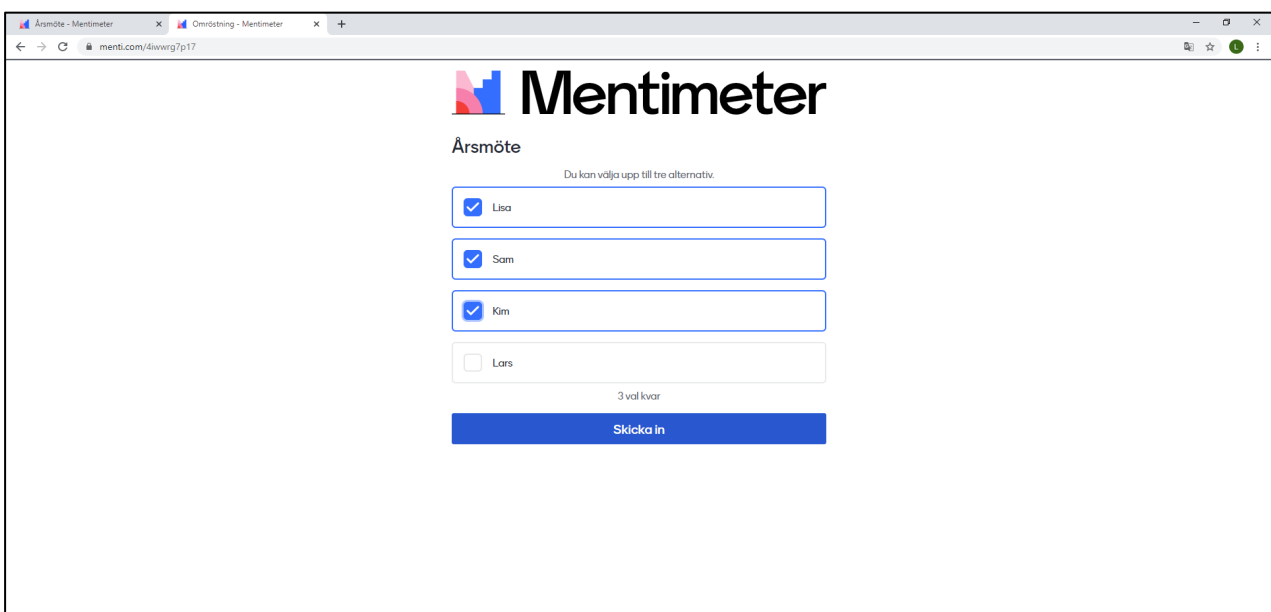 Årsmöte - Mentimeter
Omröstning - Mentimeter
menti.com/4iwwrg7p17
L
Mentimeter
Årsmöte
Du kan välja upp till tre alternativ.
Lisa
Sam
Kim
Lars
3 val kvar
Skicka in